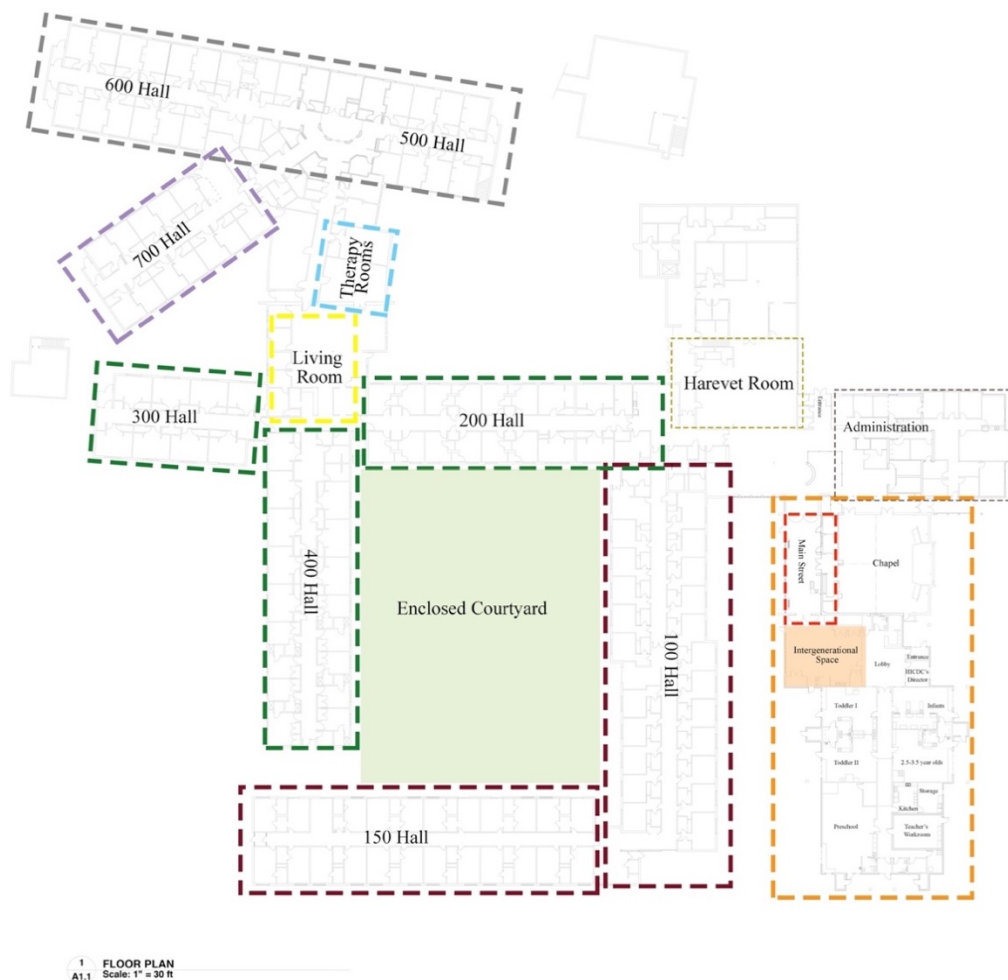 600 Hall
500 Hall
700 Hall
Therapy
Rooms
Living
Room
300 Hall
200 Hall
Harevet Room
Entrance
Administration
400 Hall
Enclosed Courtyard
100 Hall
150 Hall
Main Street
Chapel
Intergenerational
Space
Lobby
Entrance
HICDC's
Director
Toddler I
Infants
Toddler II
2.5-3.5 year olds
Storage
Kitchen
Preschool
Teacher's
Workroom
1
A1.1
FLOOR PLAN
Scale: 1" = 30 ft